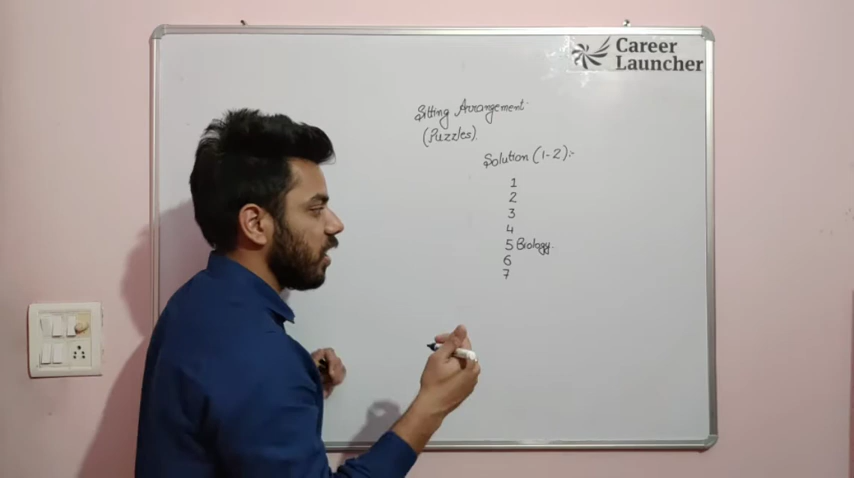 Career
Launcher
Sitting Arrangement
(Puzzles).
Solution (1-2):-
1
2
3
4
5 Biology.
6
7